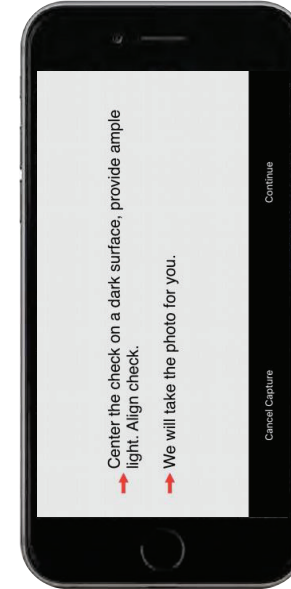 Center the check on a dark surface, provide ample
light. Align check.
We will take the photo for you.
Cancel Capture
Continue